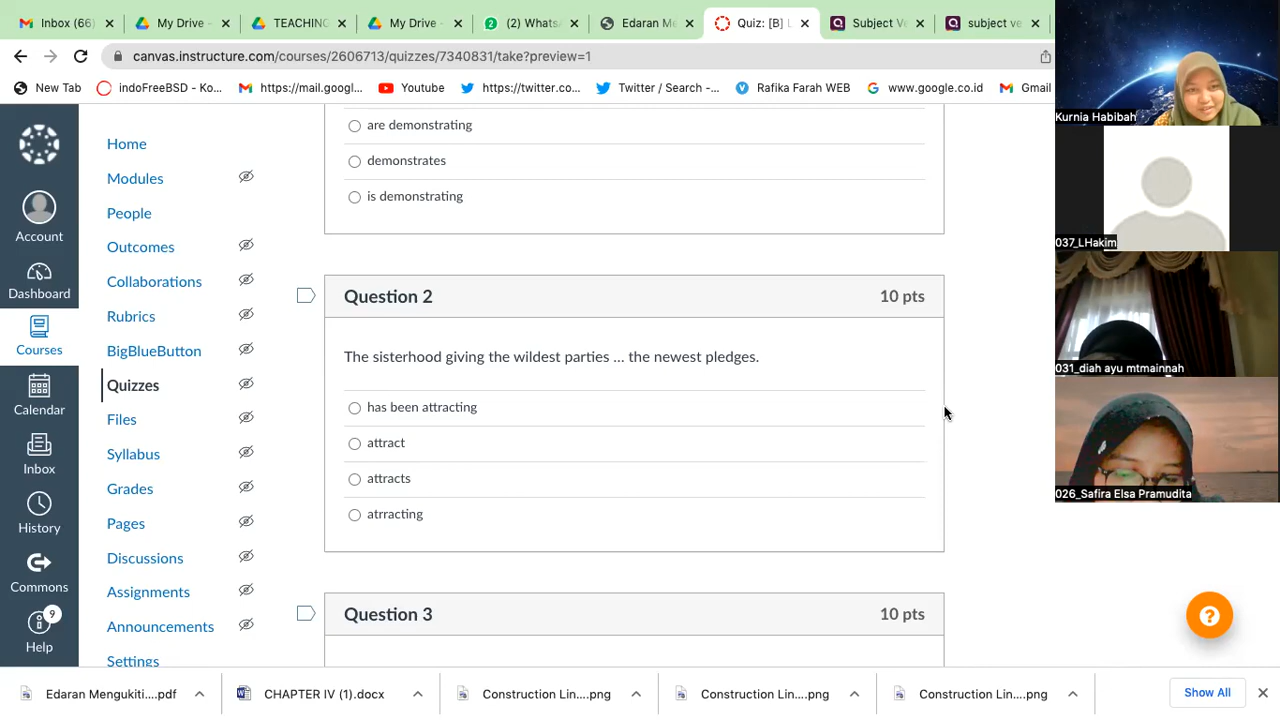 Inbox (66)
My Drive -
TEACHING
My Drive -
(2) Whats
Edaran Me
Quiz: [B] L
Subject Ve
subject ve
canvas.instructure.com/courses/2606713/quizzes/7340831/take?preview=1
New Tab
indoFreeBSD - Ko...
https://mail.googl...
Youtube
https://twitter.co...
Twitter / Search -...
Rafika Farah WEB
www.google.co.id
Gmail
Account
Dashboard
Courses
Calendar
Inbox
History
Commons
9
Help
Home
Modules
People
Outcomes
Collaborations
Rubrics
BigBlueButton
Quizzes
Files
Syllabus
Grades
Pages
Discussions
Assignments
Announcements
Settings
are demonstrating
demonstrates
is demonstrating
Question 2
10 pts
The sisterhood giving the wildest parties ... the newest pledges.
has been attracting
attract
attracts
atrracting
Question 3
10 pts
Kurnia Habibah
037_LHakim
031_diah ayu mtmainnah
026_Safira Elsa Pramudita
?
Edaran Mengukiti....pdf
CHAPTER IV (1).docx
Construction Lin....png
Construction Lin....png
Construction Lin....png
Show All